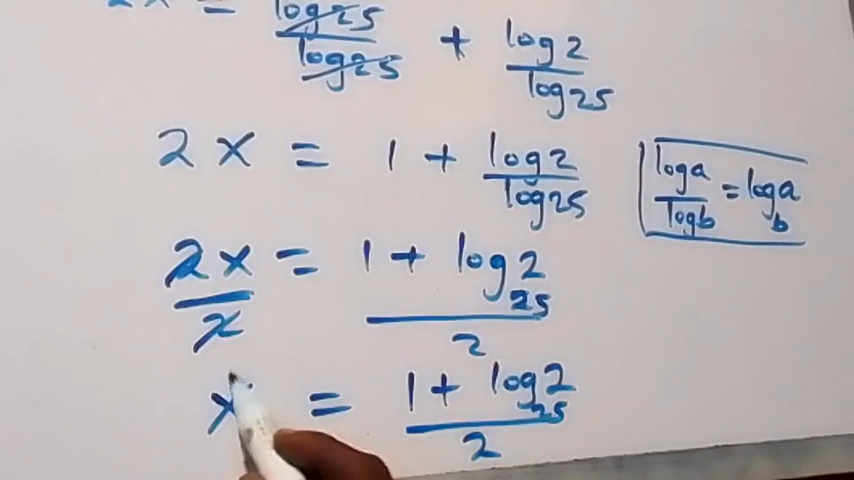 2x = log25/log25 + log2/log25
2x = 1 + log2/log25
loga/logb = log_b a
2x/2 = 1 + log_25 2/2
x = 1 + log_25 2/2